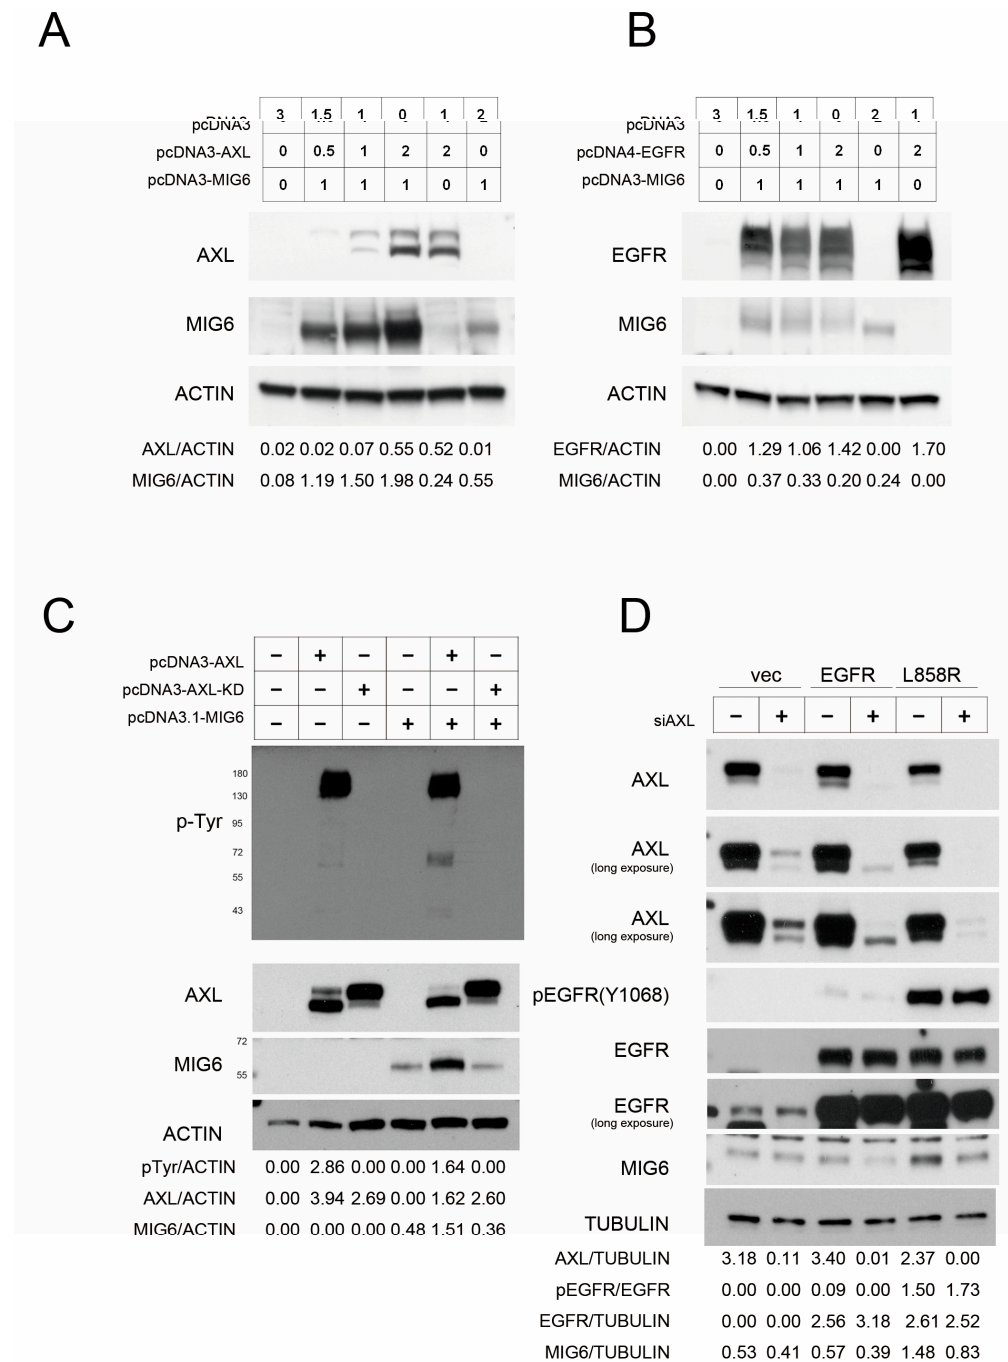 A
B
pcDNA3 3 1.5 1 0 1 2
pcDNA3-AXL 0 0.5 1 2 2 0
pcDNA3-MIG6 0 1 1 1 0 1
pcDNA3 3 1.5 1 0 2 1
pcDNA4-EGFR 0 0.5 1 2 0 2
pcDNA3-MIG6 0 1 1 1 1 0
AXL
MIG6
ACTIN
AXL/ACTIN 0.02 0.02 0.07 0.55 0.52 0.01
MIG6/ACTIN 0.08 1.19 1.50 1.98 0.24 0.55
EGFR
MIG6
ACTIN
EGFR/ACTIN 0.00 1.29 1.06 1.42 0.00 1.70
MIG6/ACTIN 0.00 0.37 0.33 0.20 0.24 0.00
C
pcDNA3-AXL − + − − + −
pcDNA3-AXL-KD − − + − − +
pcDNA3.1-MIG6 − − − + + +
p-Tyr
180
130
95
72
55
43
AXL
MIG6
72
55
ACTIN
pTyr/ACTIN 0.00 2.86 0.00 0.00 1.64 0.00
AXL/ACTIN 0.00 3.94 2.69 0.00 1.62 2.60
MIG6/ACTIN 0.00 0.00 0.00 0.48 1.51 0.36
D
vec EGFR L858R
siAXL − + − + − +
AXL
AXL
(long exposure)
AXL
(long exposure)
pEGFR(Y1068)
EGFR
EGFR
(long exposure)
MIG6
TUBULIN
AXL/TUBULIN 3.18 0.11 3.40 0.01 2.37 0.00
pEGFR/EGFR 0.00 0.00 0.09 0.00 1.50 1.73
EGFR/TUBULIN 0.00 0.00 2.56 3.18 2.61 2.52
MIG6/TUBULIN 0.53 0.41 0.57 0.39 1.48 0.83